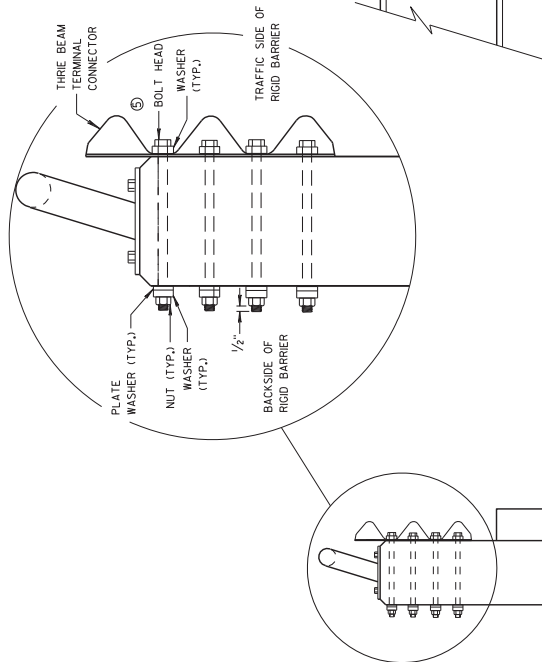 THRIE BEAM
TERMINAL
CONNECTOR
⑤
BOLT HEAD
WASHER
(TYP.)
TRAFFIC SIDE OF
RIGID BARRIER
PLATE
WASHER (TYP.)
NUT (TYP.)
WASHER
(TYP.)
1/2"
BACKSIDE OF
RIGID BARRIER